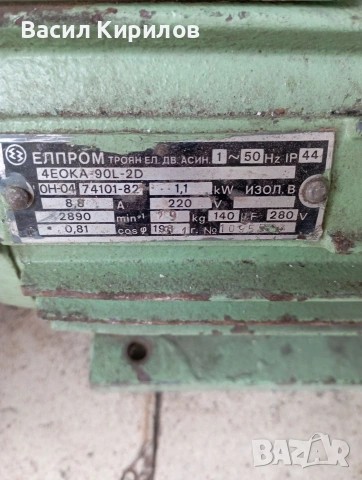 Васил Кирилов
ЕЛПРОМ ТРОЯН ЕЛ. ДВ. АСИН. 1~50 Hz IP 44
4ЕОКА-90L-2D
ОН-04 74101-82 1,1 kW ИЗОЛ. В
8,8 A 220 V
2890 min⁻¹ kg 140 µF 280 V
0,81 cos φ г. №
BAZAR